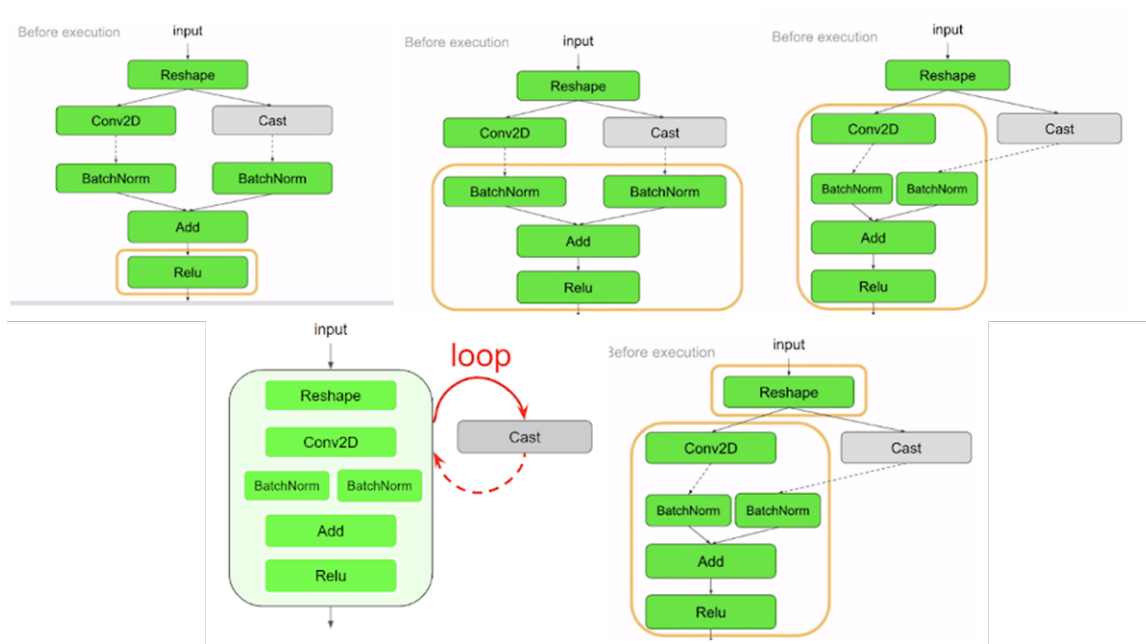 Before execution
input
Reshape
Conv2D
Cast
BatchNorm
BatchNorm
Add
Relu
Before execution
input
Reshape
Conv2D
Cast
BatchNorm
BatchNorm
Add
Relu
Before execution
input
Reshape
Conv2D
Cast
BatchNorm
BatchNorm
Add
Relu
input
Reshape
Conv2D
BatchNorm
BatchNorm
Add
Relu
loop
Cast
Before execution
input
Reshape
Conv2D
Cast
BatchNorm
BatchNorm
Add
Relu